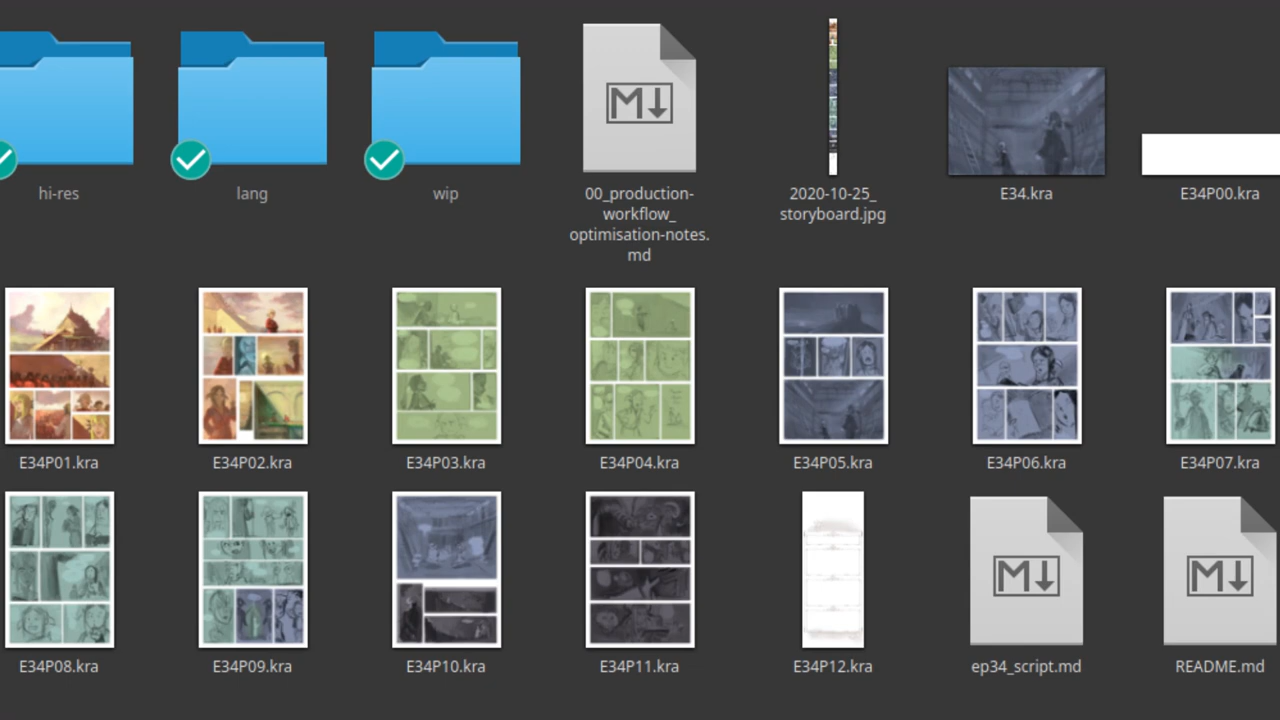 hi-res
lang
wip
00_production-
workflow_
optimisation-notes.
md
2020-10-25_
storyboard.jpg
E34.kra
E34P00.kra
M
E34P01.kra
E34P02.kra
E34P03.kra
E34P04.kra
E34P05.kra
E34P06.kra
E34P07.kra
E34P08.kra
E34P09.kra
E34P10.kra
E34P11.kra
E34P12.kra
ep34_script.md
README.md
M
M